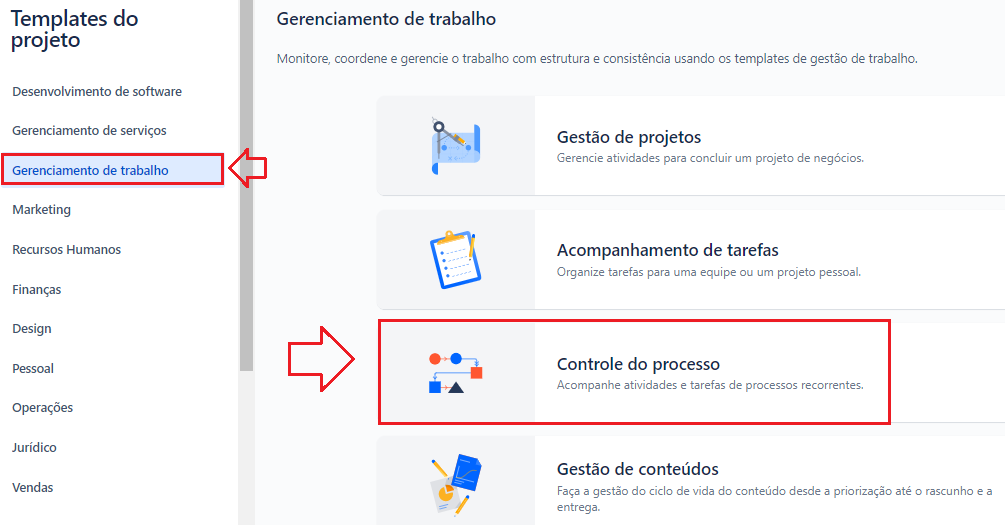 Templates do
projeto
Desenvolvimento de software
Gerenciamento de serviços
Gerenciamento de trabalho
Marketing
Recursos Humanos
Finanças
Design
Pessoal
Operações
Jurídico
Vendas
Gerenciamento de trabalho
Monitore, coordene e gerencie o trabalho com estrutura e consistência usando os templates de gestão de trabalho.
Gestão de projetos
Gerencie atividades para concluir um projeto de negócios.
Acompanhamento de tarefas
Organize tarefas para uma equipe ou um projeto pessoal.
Controle do processo
Acompanhe atividades e tarefas de processos recorrentes.
Gestão de conteúdos
Faça a gestão do ciclo de vida do conteúdo desde a priorização até o rascunho e a
entrega.